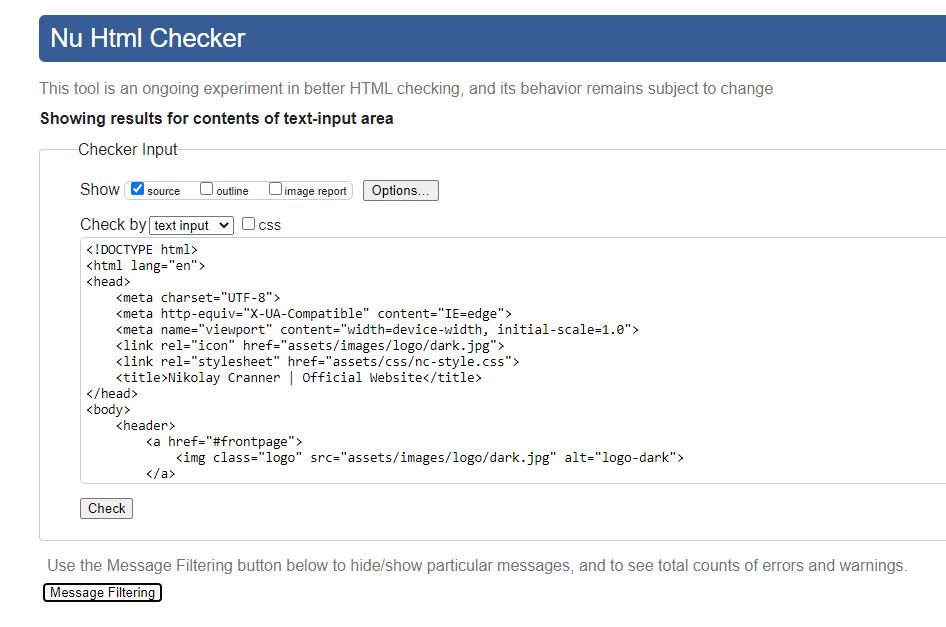 Nu Html Checker
This tool is an ongoing experiment in better HTML checking, and its behavior remains subject to change
Showing results for contents of text-input area
Checker Input
Show source outline image report Options...
Check by text input css
<!DOCTYPE html>
<html lang="en">
<head>
    <meta charset="UTF-8">
    <meta http-equiv="X-UA-Compatible" content="IE=edge">
    <meta name="viewport" content="width=device-width, initial-scale=1.0">
    <link rel="icon" href="assets/images/logo/dark.jpg">
    <link rel="stylesheet" href="assets/css/nc-style.css">
    <title>Nikolay Cranner | Official Website</title>
</head>
<body>
    <header>
        <a href="#frontpage">
            <img class="logo" src="assets/images/logo/dark.jpg" alt="logo-dark">
        </a>
Check
Use the Message Filtering button below to hide/show particular messages, and to see total counts of errors and warnings.
Message Filtering